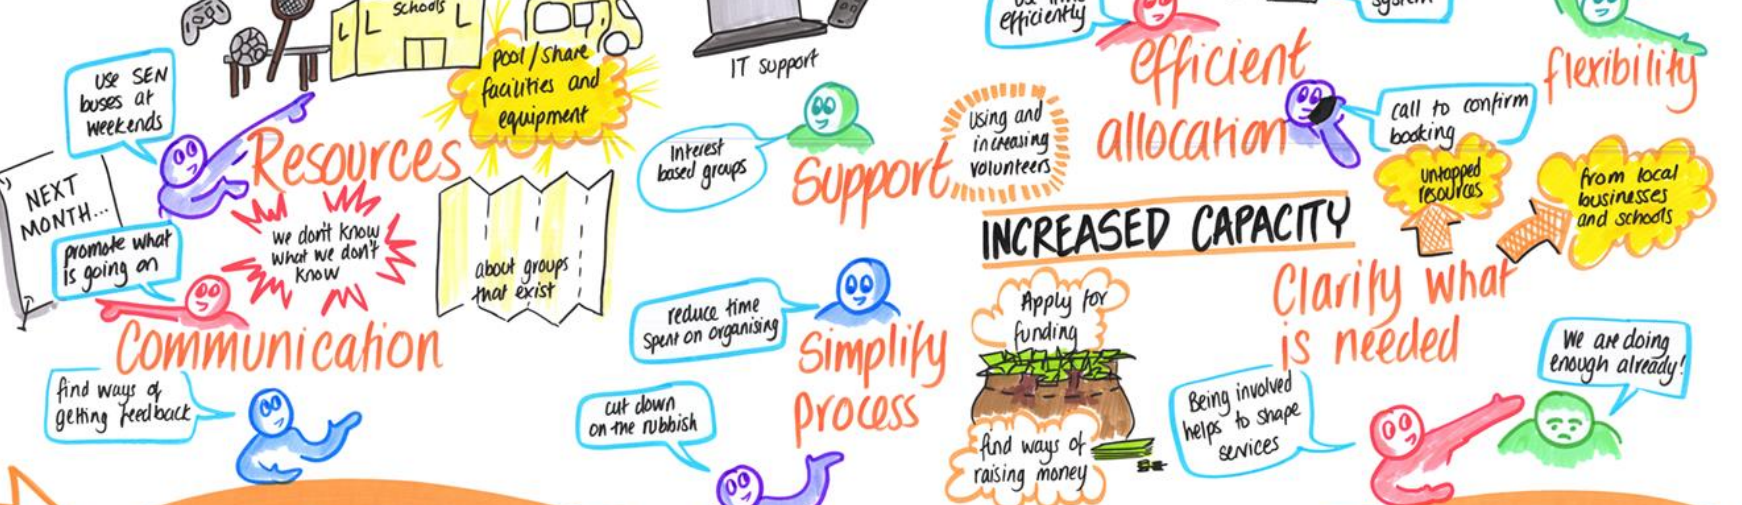 schools
pool/share
facilities and
equipment
use SEN
buses at
weekends
Resources
NEXT
MONTH...
promote what
is going on
we don't know
what we don't
know
about groups
that exist
Communication
find ways of
getting feedback
IT support
Interest
based groups
Support
Using and
increasing
volunteers
reduce time
spent on organising
Simplify
process
cut down
on the rubbish
efficiently
efficient
allocation
system
flexibility
call to confirm
booking
INCREASED CAPACITY
untapped
resources
from local
businesses
and schools
Clarify what
is needed
Apply for
funding
find ways of
raising money
Being involved
helps to shape
services
We are doing
enough already!